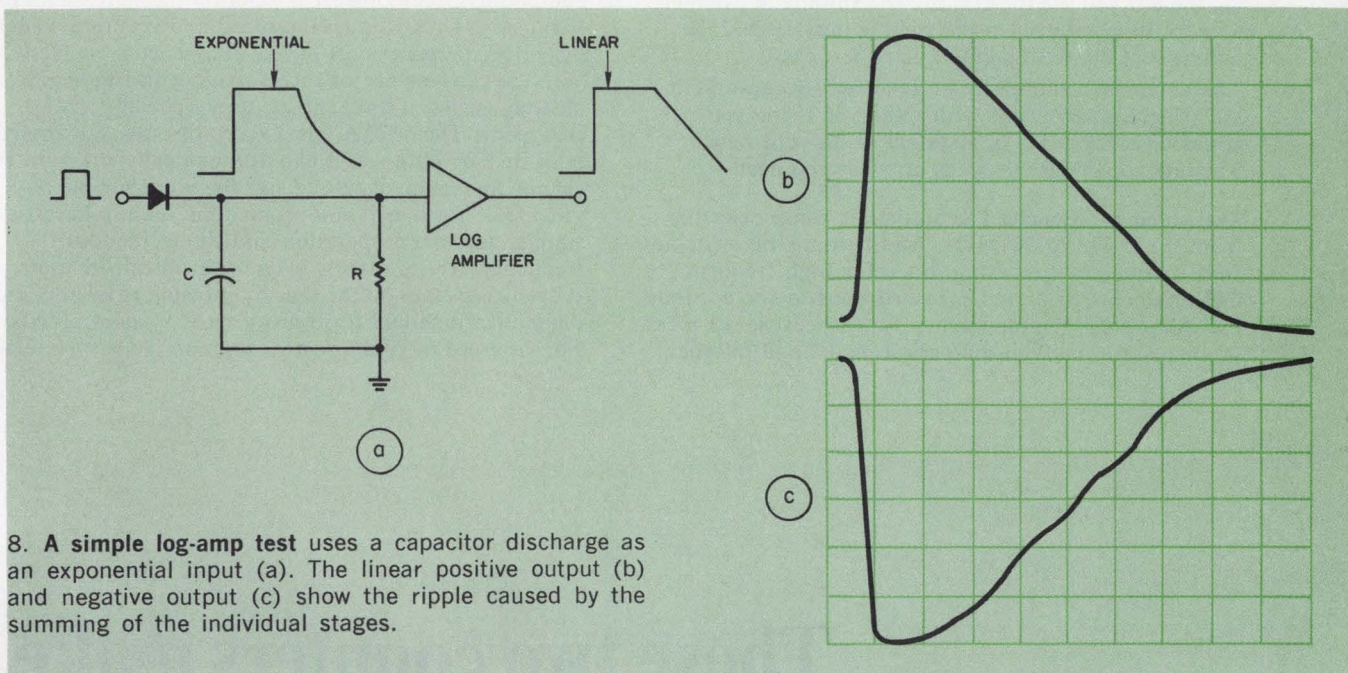 EXPONENTIAL
LINEAR
LOG
AMPLIFIER
C
R
a
b
c
8. A simple log-amp test uses a capacitor discharge as
an exponential input (a). The linear positive output (b)
and negative output (c) show the ripple caused by the
summing of the individual stages.